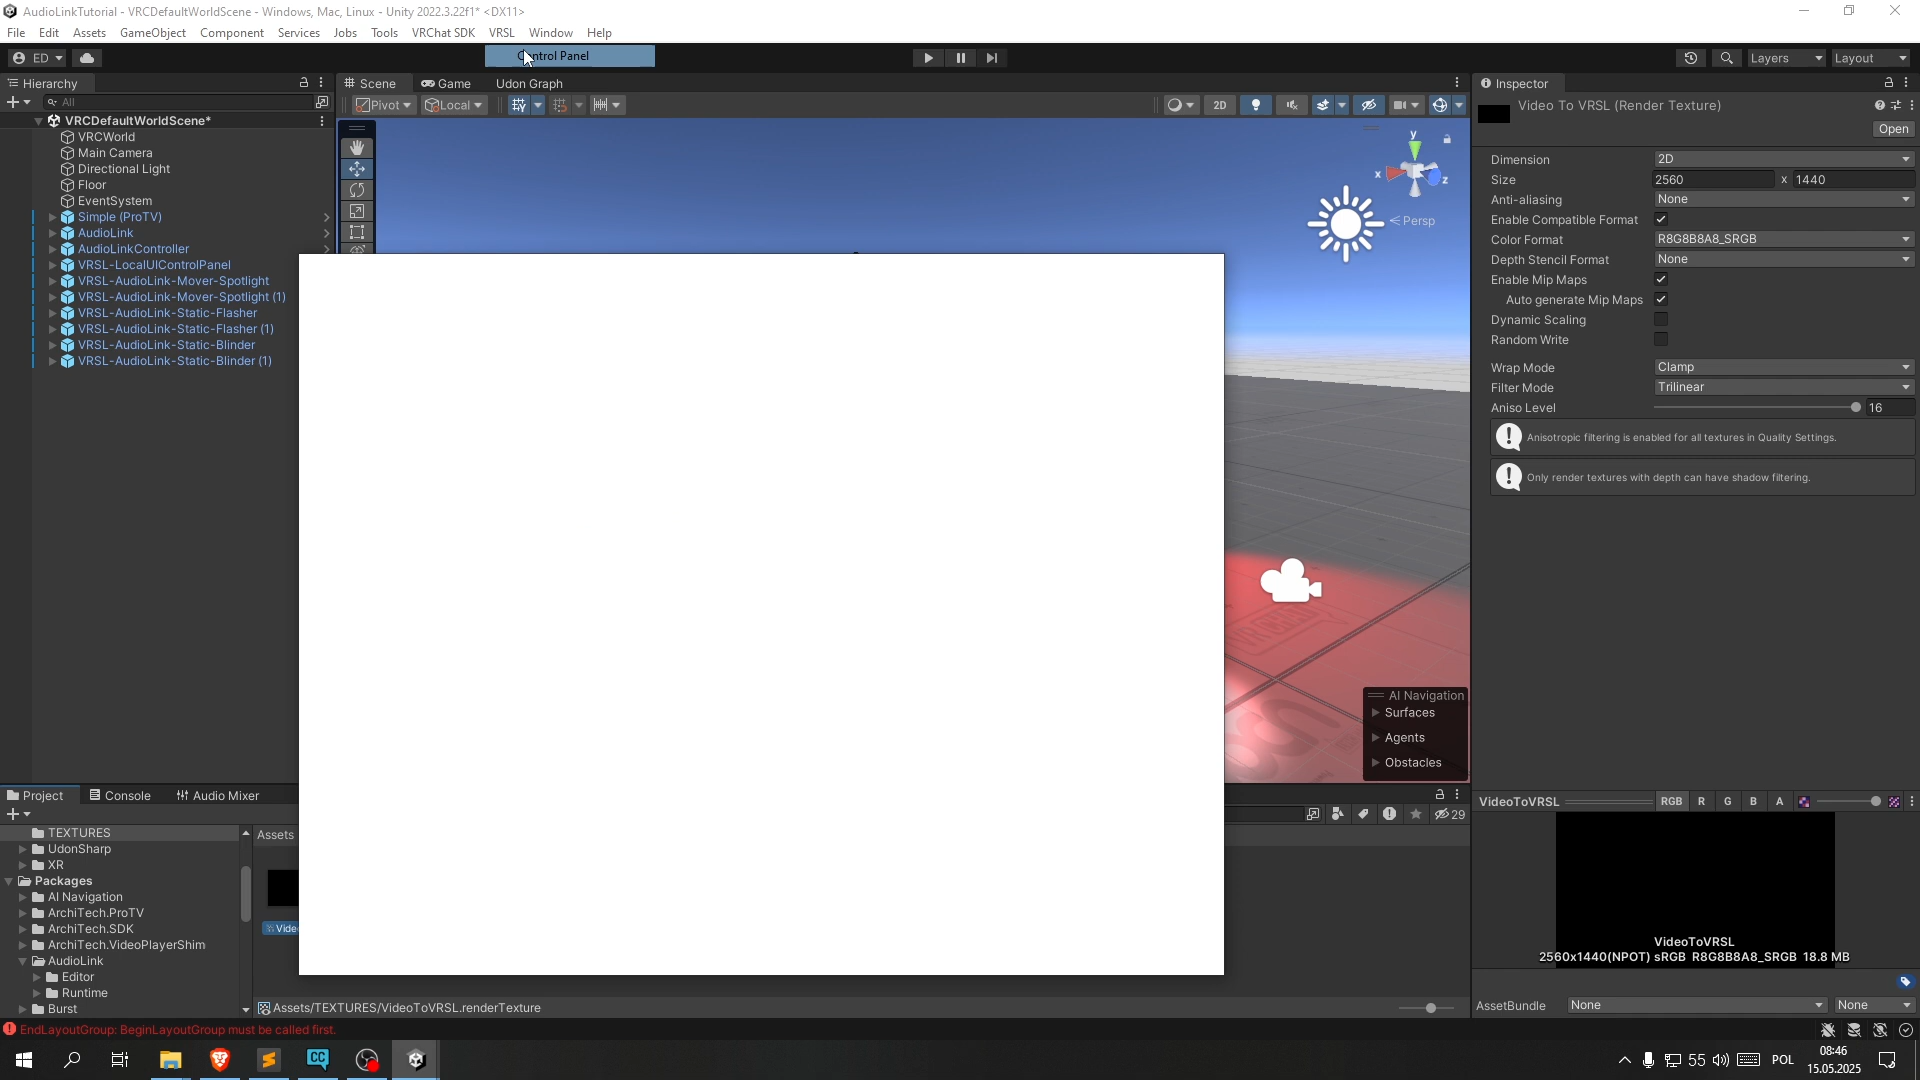 AudioLinkTutorial - VRCDefaultWorldScene - Windows, Mac, Linux - Unity 2022.3.22f1* <DX11>
File Edit Assets GameObject Component Services Jobs Tools VRChat SDK VRSL Window Help
ED
Layers
Layout
Hierarchy
All
VRCDefaultWorldScene*
VRCWorld
Main Camera
Directional Light
Floor
EventSystem
Simple (ProTV)
AudioLink
AudioLinkController
VRSL-LocalUIControlPanel
VRSL-AudioLink-Mover-Spotlight
VRSL-AudioLink-Mover-Spotlight (1)
VRSL-AudioLink-Static-Flasher
VRSL-AudioLink-Static-Flasher (1)
VRSL-AudioLink-Static-Blinder
VRSL-AudioLink-Static-Blinder (1)
Scene Game Udon Graph
Pivot Local 2D
y
x
z
Persp
AI Navigation
Surfaces
Agents
Obstacles
Inspector
Video To VRSL (Render Texture)
Open
Dimension 2D
Size 2560 x 1440
Anti-aliasing None
Enable Compatible Format
Color Format R8G8B8A8_SRGB
Depth Stencil Format None
Enable Mip Maps
Auto generate Mip Maps
Dynamic Scaling
Random Write
Wrap Mode Clamp
Filter Mode Trilinear
Aniso Level 16
Anisotropic filtering is enabled for all textures in Quality Settings.
Only render textures with depth can have shadow filtering.
VideoToVRSL RGB R G B A
VideoToVRSL
2560x1440(NPOT) sRGB R8G8B8A8_SRGB 18.8 MB
AssetBundle None None
Project Console Audio Mixer
29
TEXTURES
UdonSharp
XR
Packages
AI Navigation
ArchiTech.ProTV
ArchiTech.SDK
ArchiTech.VideoPlayerShim
AudioLink
Editor
Runtime
Burst
Assets
Assets/TEXTURES/VideoToVRSL.renderTexture
EndLayoutGroup: BeginLayoutGroup must be called first.
CC
55
POL
08:46
15.05.2025